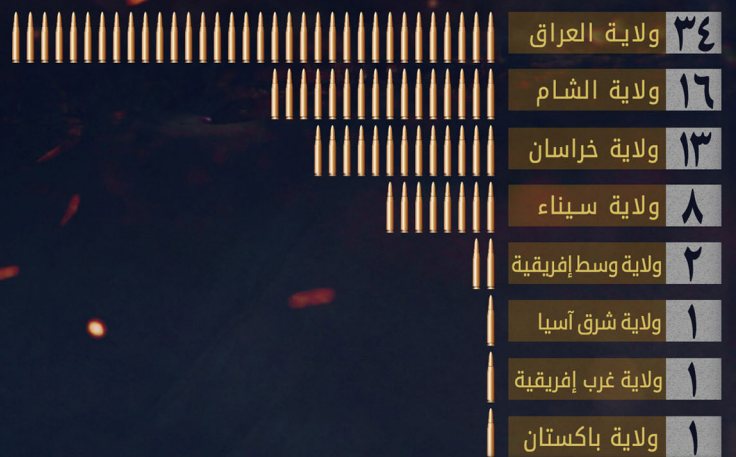 ٣٤ ولاية العراق
١٦ ولاية الشام
١٣ ولاية خراسان
٨ ولاية سيناء
٢ ولاية وسط إفريقية
١ ولاية شرق آسيا
١ ولاية غرب إفريقية
١ ولاية باكستان